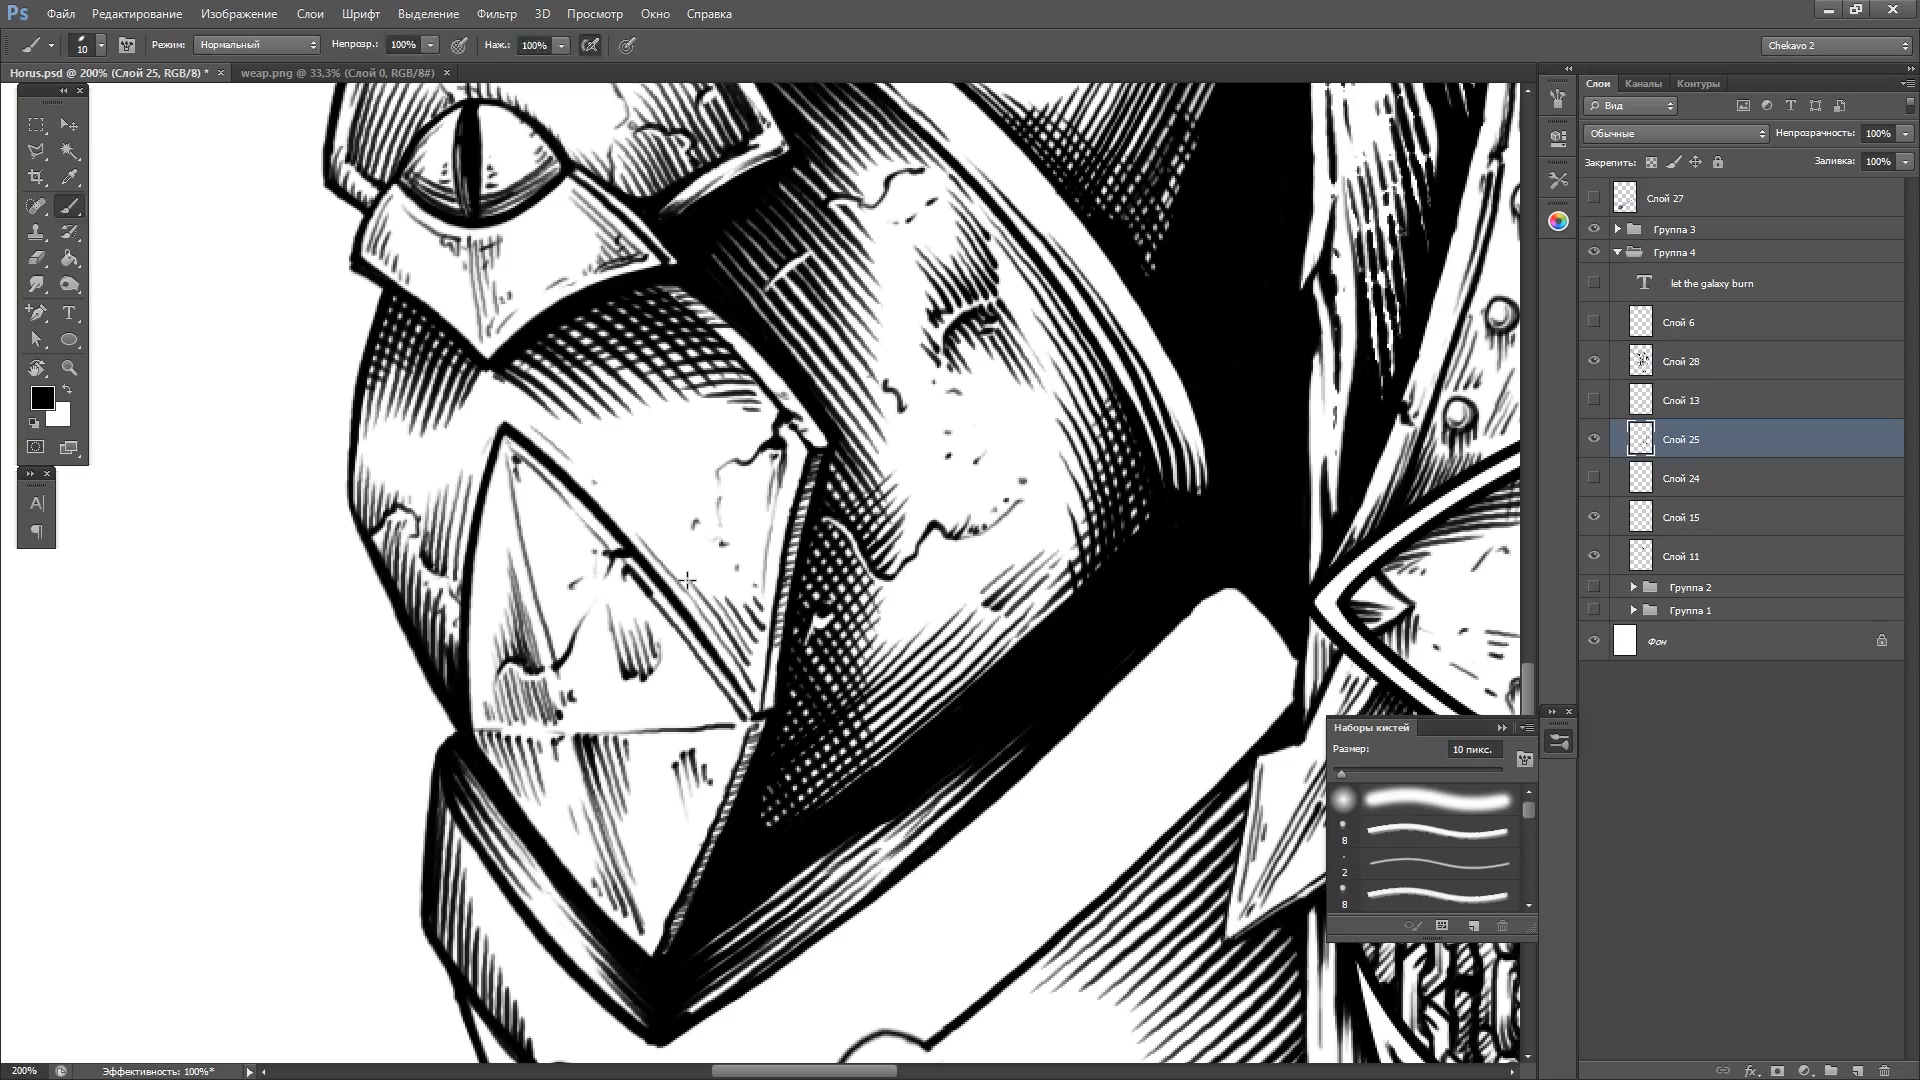 Ps Файл Редактирование Изображение Слои Шрифт Выделение Фильтр 3D Просмотр Окно Справка
10 Режим: Нормальный Непрозр.: 100% Наж.: 100% Chekavo 2
Horus.psd @ 200% (Слой 25, RGB/8) * × weap.png @ 33,3% (Слой 0, RGB/8#) ×
Слои Каналы Контуры
Вид
Обычные Непрозрачность: 100%
Закрепить: Заливка: 100%
Слой 27
Группа 3
Группа 4
T let the galaxy burn
Слой 6
Слой 28
Слой 13
Слой 25
Слой 24
Слой 15
Слой 11
Группа 2
Группа 1
Фон
Наборы кистей
Размер: 10 пикс.
8
2
8
200% Эффективность: 100%*